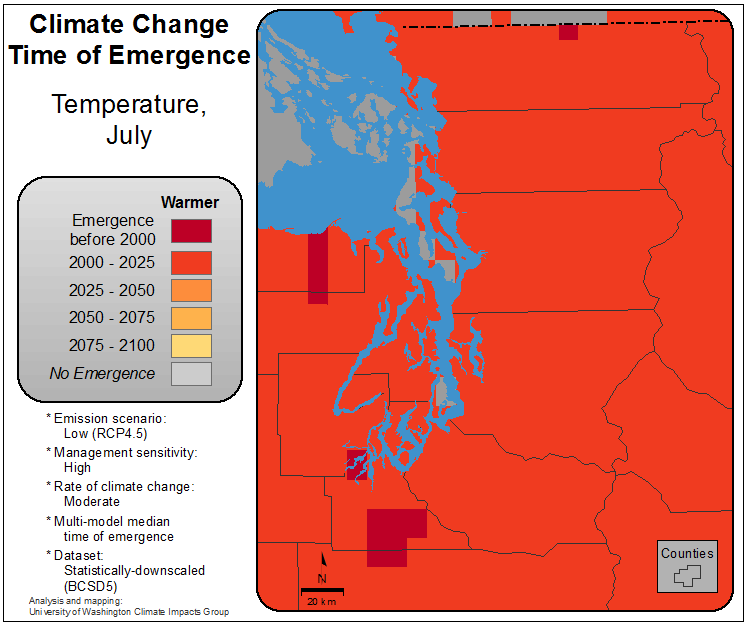 Climate Change
Time of Emergence
Temperature,
July
Warmer
Emergence
before 2000
2000 - 2025
2025 - 2050
2050 - 2075
2075 - 2100
No Emergence
* Emission scenario:
Low (RCP4.5)
* Management sensitivity:
High
* Rate of climate change:
Moderate
* Multi-model median
time of emergence
* Dataset:
Statistically-downscaled
(BCSD5)
Analysis and mapping:
University of Washington Climate Impacts Group
N
20 km
Counties